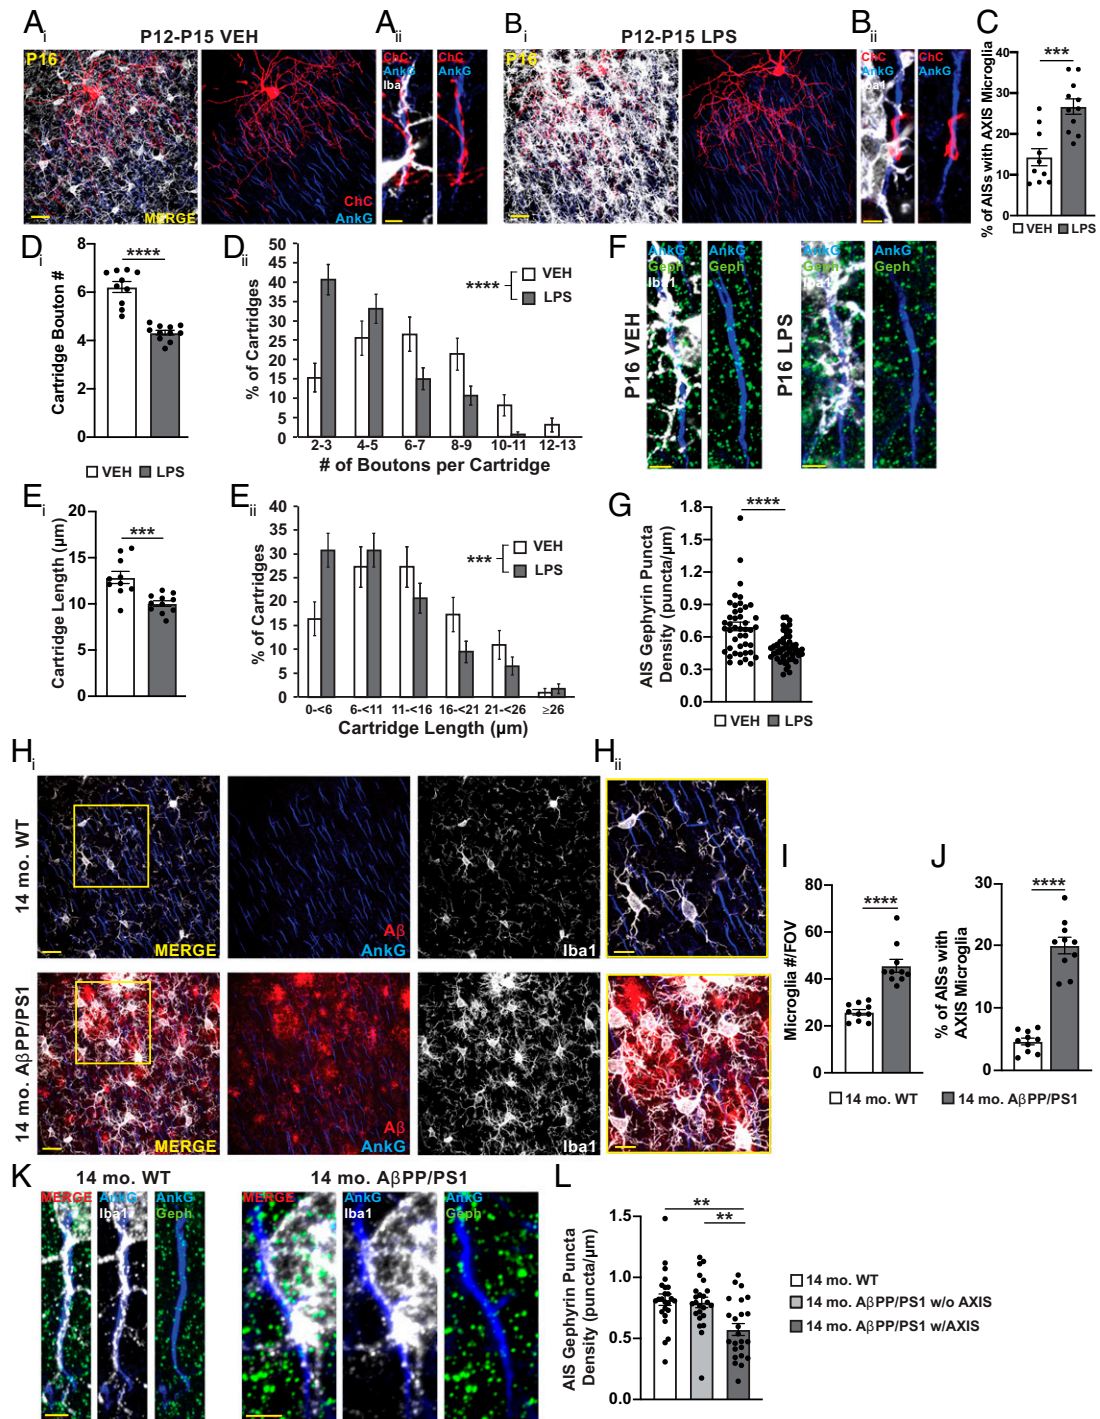 Ai
P12-P15 VEH
Aii
Bi
P12-P15 LPS
Bii
C
P16
MERGE
ChC
AnkG
ChC
AnkG
Iba1
ChC
AnkG
P16
MERGE
ChC
AnkG
ChC
AnkG
Iba1
ChC
AnkG
% of AISs with AXIS Microglia
50
40
30
20
10
0
***
VEH LPS
Di
Cartridge Bouton #
8
6
4
2
0
****
VEH LPS
Dii
% of Cartridges
50
45
40
35
30
25
20
15
10
5
0
****
VEH
LPS
2-3 4-5 6-7 8-9 10-11 12-13
# of Boutons per Cartridge
F
P16 VEH
AnkG
Geph
Iba1
AnkG
Geph
P16 LPS
AnkG
Geph
Iba1
AnkG
Geph
Ei
Cartridge Length (µm)
20
15
10
5
0
***
Eii
% of Cartridges
40
35
30
25
20
15
10
5
0
***
VEH
LPS
0-<6 6-<11 11-<16 16-<21 21-<26 ≥26
Cartridge Length (µm)
G
AIS Gephyrin Puncta
Density (puncta/µm)
1.8
1.5
1.2
0.9
0.6
0.3
0.0
****
VEH LPS
Hi
Hii
14 mo. WT
MERGE
Aβ
AnkG
Iba1
14 mo. AβPP/PS1
MERGE
Aβ
AnkG
Iba1
I
Microglia #/FOV
80
60
40
20
0
****
J
% of AISs with
AXIS Microglia
30
20
10
0
****
14 mo. WT 14 mo. AβPP/PS1
K
14 mo. WT
MERGE
AnkG
Iba1
AnkG
Geph
14 mo. AβPP/PS1
MERGE
AnkG
Iba1
AnkG
Geph
L
AIS Gephyrin Puncta
Density (puncta/µm)
1.5
1.0
0.5
0.0
**
**
14 mo. WT
14 mo. AβPP/PS1 w/o AXIS
14 mo. AβPP/PS1 w/AXIS